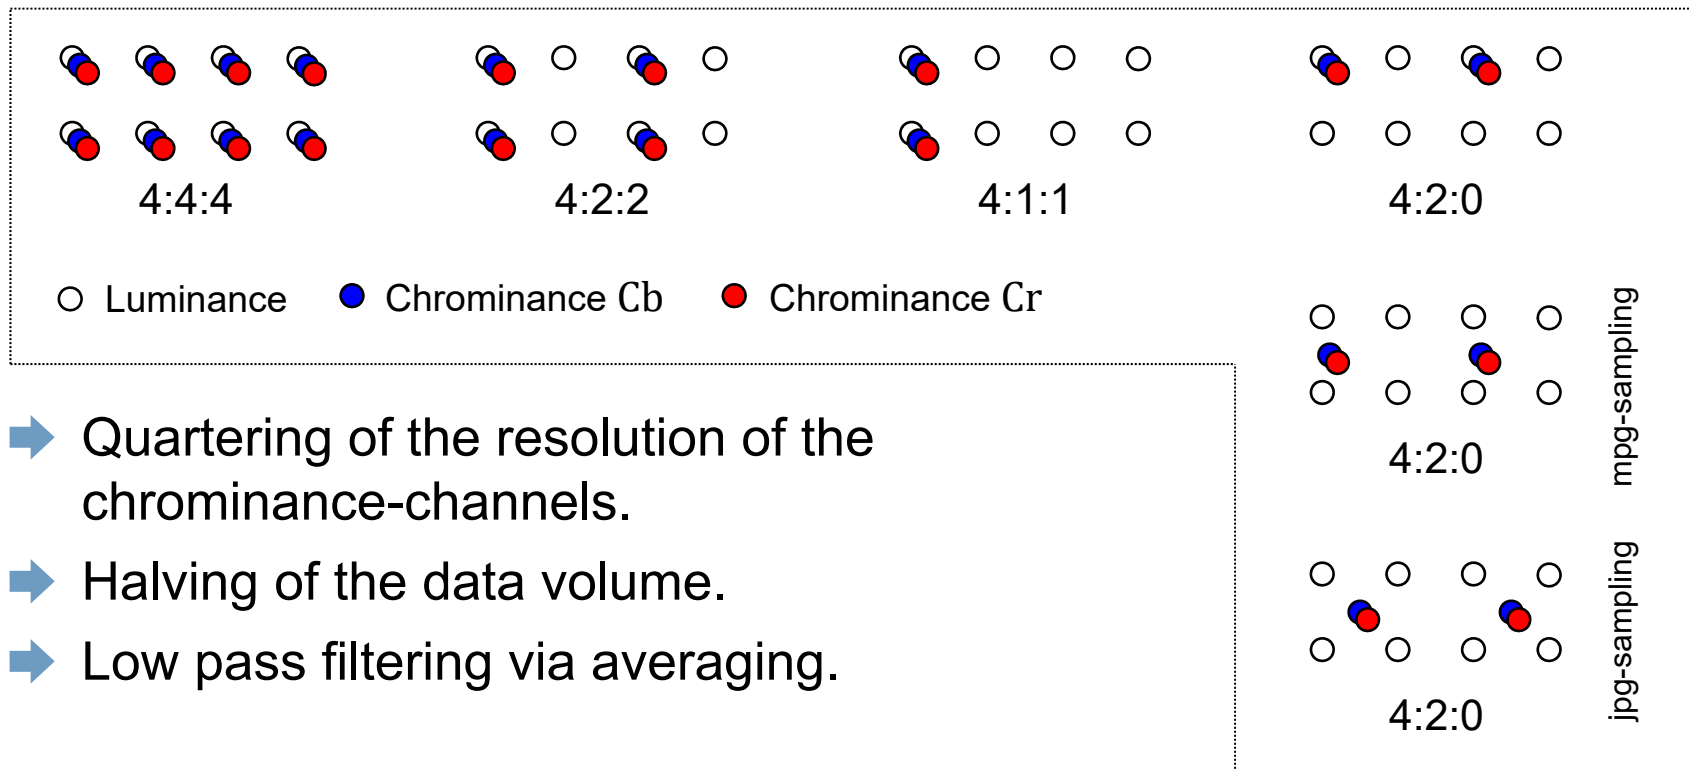 4:4:4
4:2:2
4:1:1
4:2:0
Luminance
Chrominance Cb
Chrominance Cr
4:2:0
mpg-sampling
Quartering of the resolution of the
chrominance-channels.
Halving of the data volume.
Low pass filtering via averaging.
4:2:0
jpg-sampling